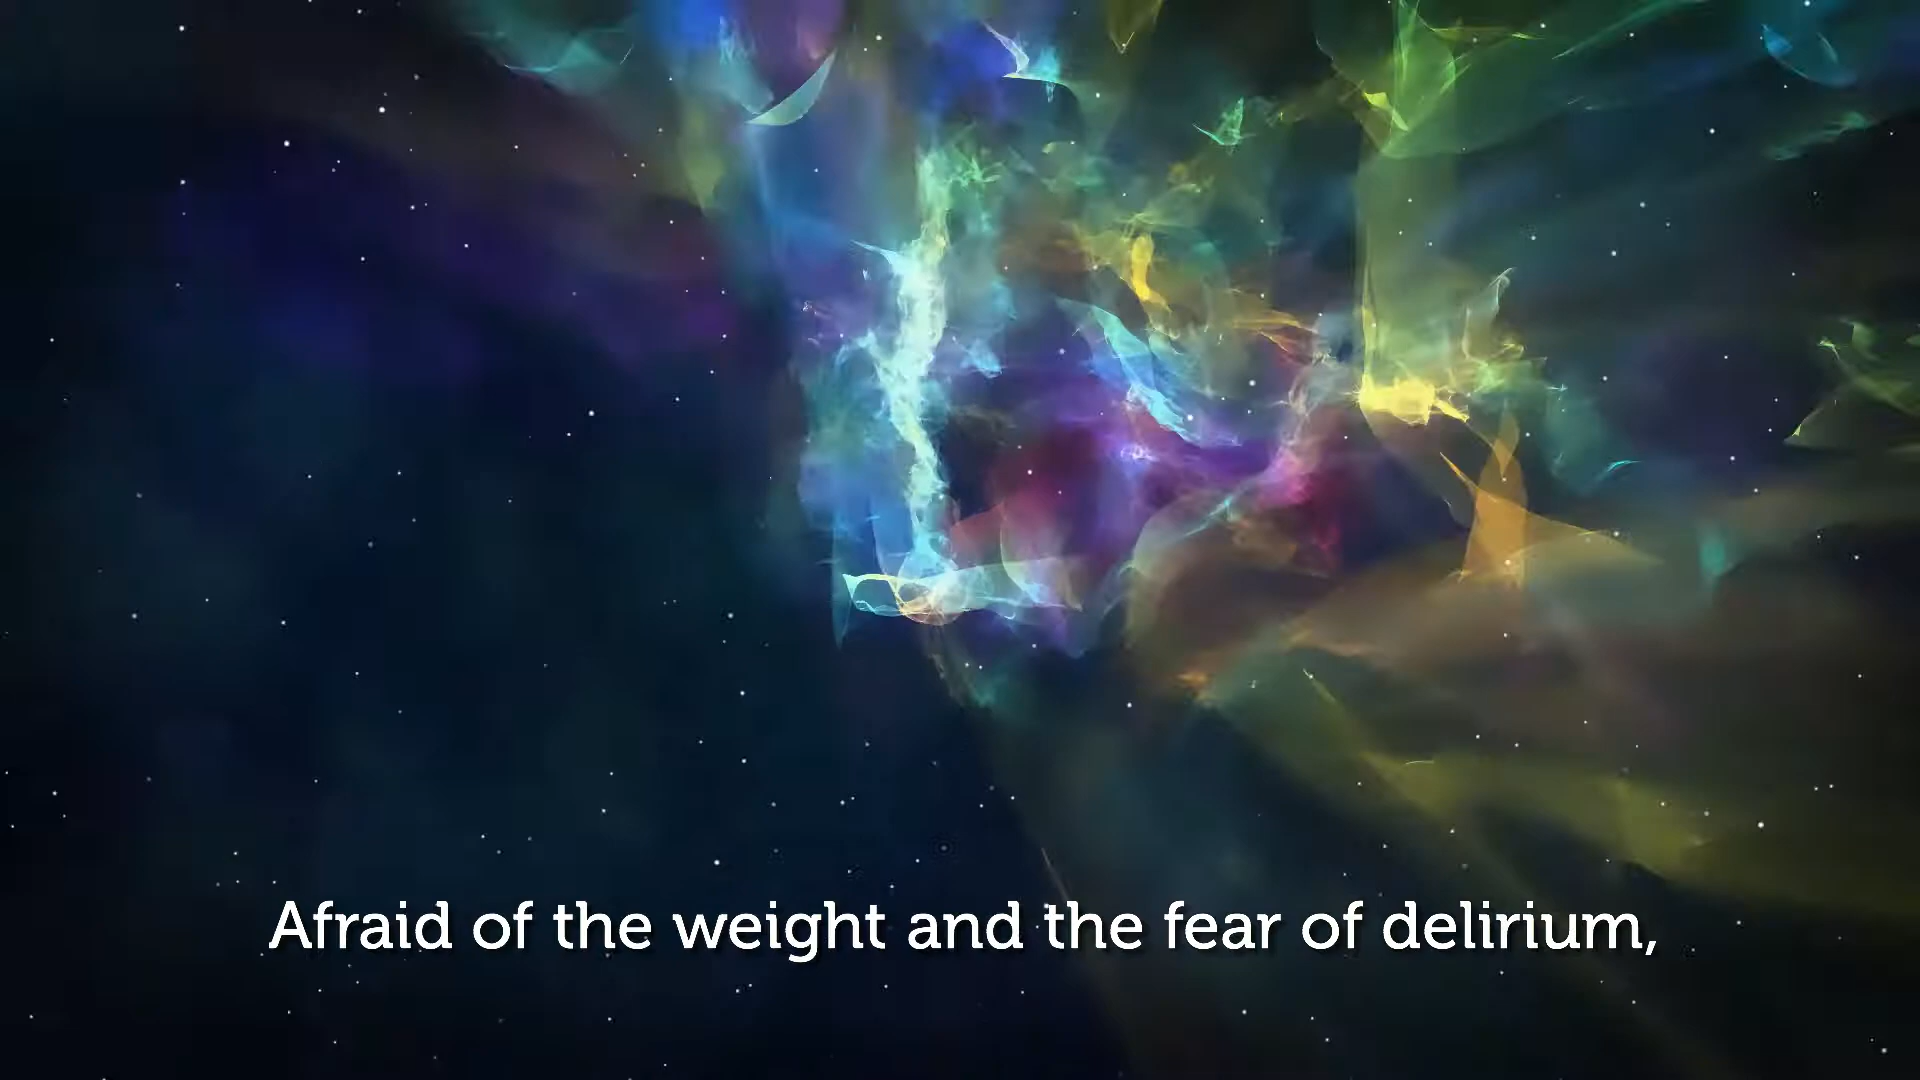 Afraid of the weight and the fear of delirium,